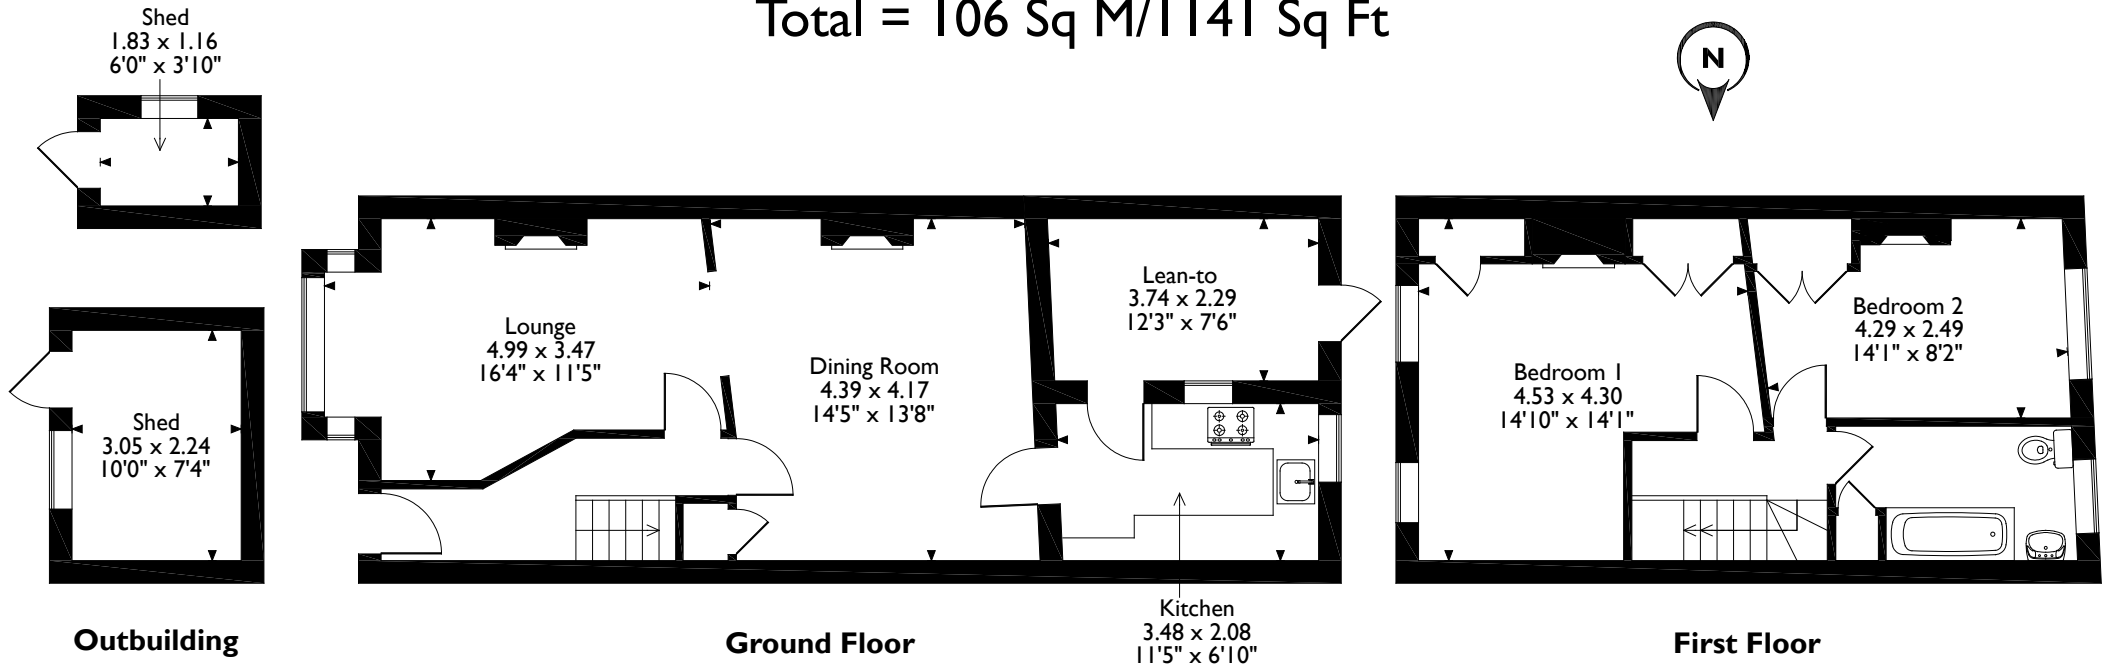 Total = 106 Sq M/1141 Sq Ft
Shed
1.83 x 1.16
6'0" x 3'10"
N
Lounge
4.99 x 3.47
16'4" x 11'5"
Dining Room
4.39 x 4.17
14'5" x 13'8"
Lean-to
3.74 x 2.29
12'3" x 7'6"
Bedroom 1
4.53 x 4.30
14'10" x 14'1"
Bedroom 2
4.29 x 2.49
14'1" x 8'2"
Shed
3.05 x 2.24
10'0" x 7'4"
Kitchen
3.48 x 2.08
11'5" x 6'10"
Outbuilding
Ground Floor
First Floor